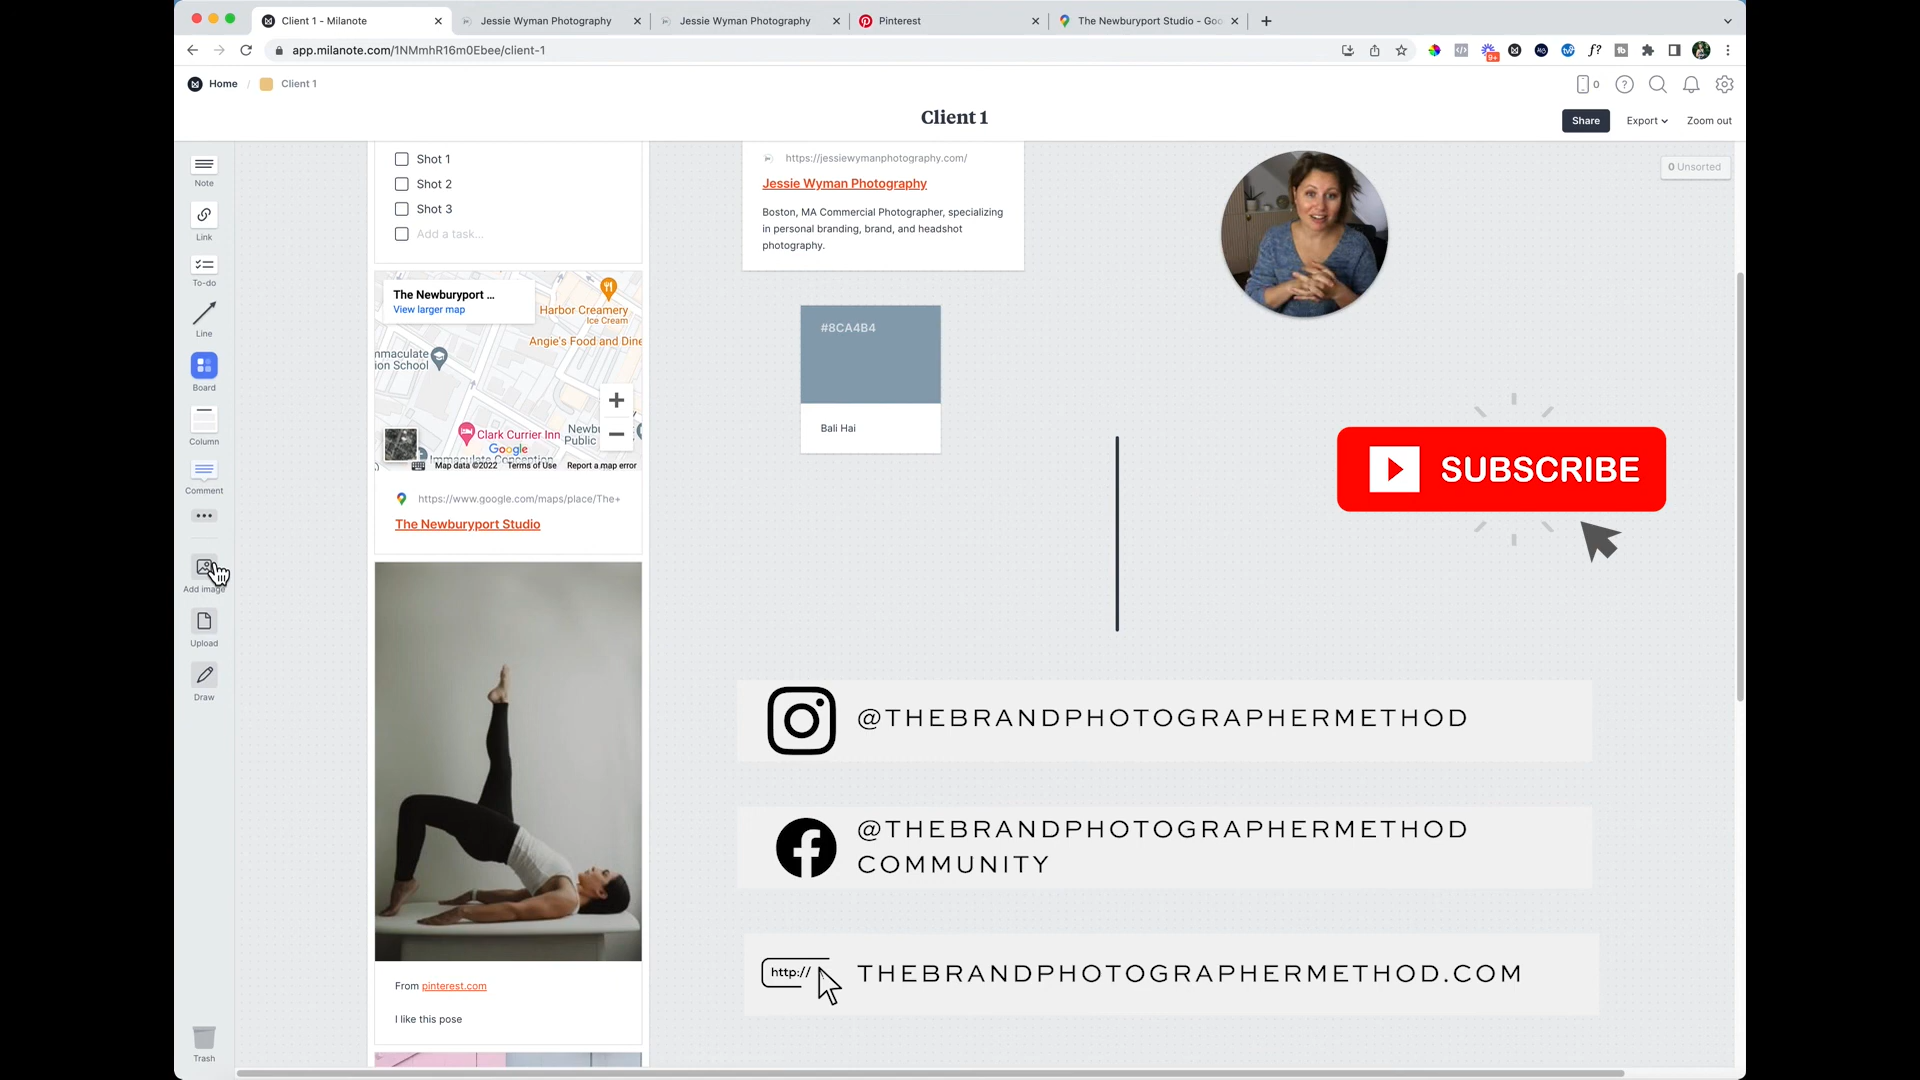 Client 1 - Milanote
Jessie Wyman Photography
Jessie Wyman Photography
Pinterest
The Newburyport Studio - Goo
app.milanote.com/1NMmhR16m0Ebee/client-1
9+
f?
Home / Client 1
0
Client 1
Share
Export
Zoom out
0 Unsorted
Note
Link
To-do
Line
Board
Column
Comment
Add image
Upload
Draw
Trash
Shot 1
Shot 2
Shot 3
Add a task...
The Newburyport ...
View larger map
Harbor Creamery
Ice Cream
Angie's Food and Dine
mmaculate
ion School
Clark Currier Inn
Newbu
Public
Google
Immaculate Conception
Map data ©2022 Terms of Use Report a map error
https://www.google.com/maps/place/The+
The Newburyport Studio
From pinterest.com
I like this pose
https://jessiewymanphotography.com/
Jessie Wyman Photography
Boston, MA Commercial Photographer, specializing
in personal branding, brand, and headshot
photography.
#8CA4B4
Bali Hai
SUBSCRIBE
@THEBRANDPHOTOGRAPHERMETHOD
@THEBRANDPHOTOGRAPHERMETHOD
COMMUNITY
http://
THEBRANDPHOTOGRAPHERMETHOD.COM